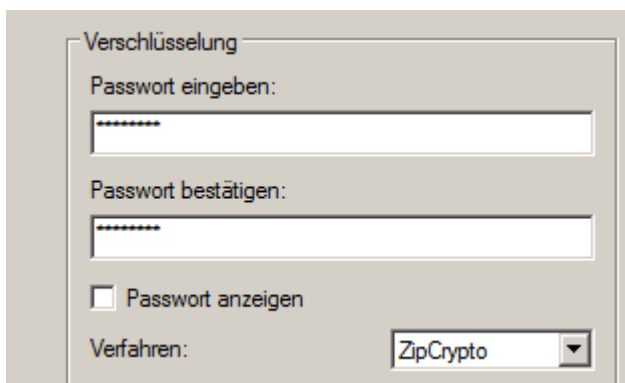 Verschlüsselung
Passwort eingeben:
********
Passwort bestätigen:
********
Passwort anzeigen
Verfahren:
ZipCrypto